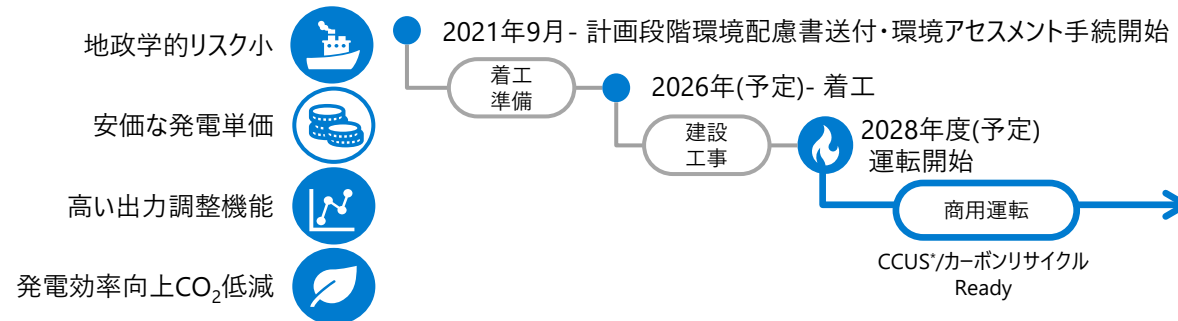 地政学的リスク小
安価な発電単価
高い出力調整機能
発電効率向上CO₂低減
2021年9月- 計画段階環境配慮書送付・環境アセスメント手続開始
着工
準備
2026年(予定)- 着工
建設
工事
2028年度(予定)
運転開始
商用運転
CCUS*/カーボンリサイクル
Ready